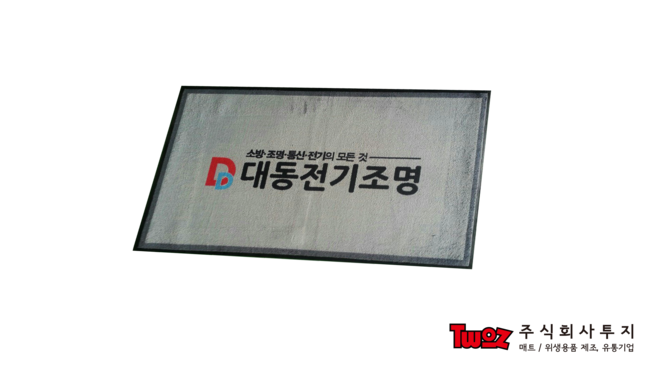 소방·조명·통신·전기의 모든 것
대동전기조명
TWOZ 주식회사투지
매트 / 위생용품 제조, 유통기업